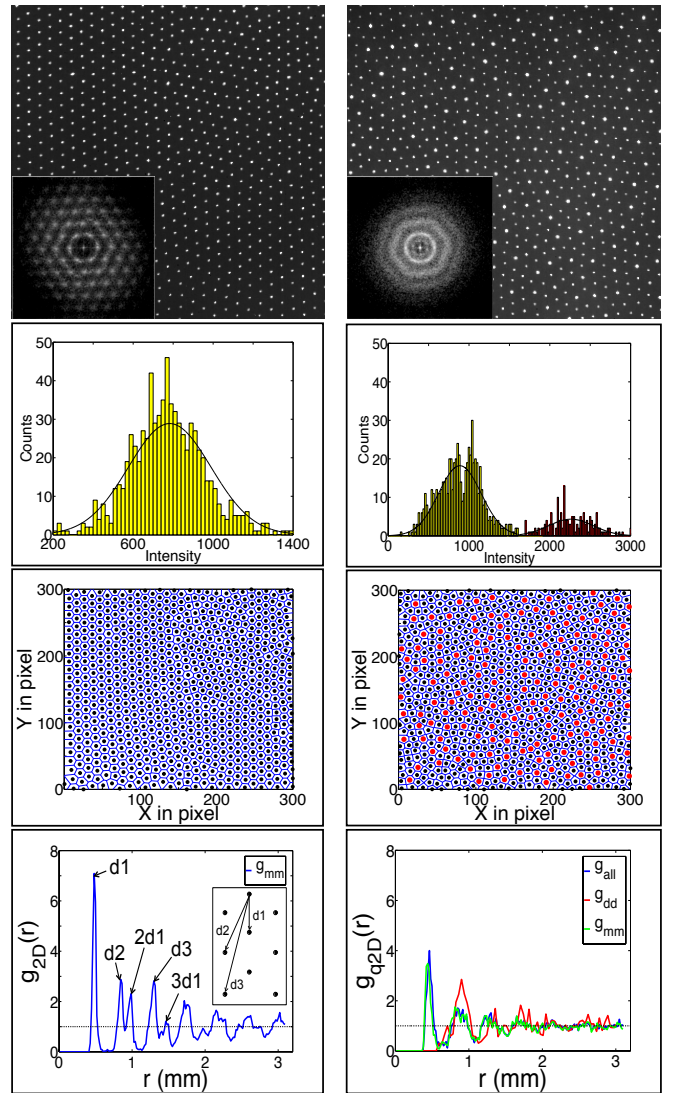 50
40
30
20
10
0
Counts
200
600
1000
1400
Intensity
50
40
30
20
10
0
Counts
0
1000
2000
3000
Intensity
300
200
100
0
Y in pixel
100
200
300
X in pixel
300
200
100
0
Y in pixel
0
100
200
300
X in pixel
8
6
4
2
0
g2D(r)
d1
d2
2d1
d3
3d1
gmm
d1
d2
d3
0
1
2
3
r (mm)
8
6
4
2
0
gq2D(r)
gall
gdd
gmm
0
1
2
3
r (mm)